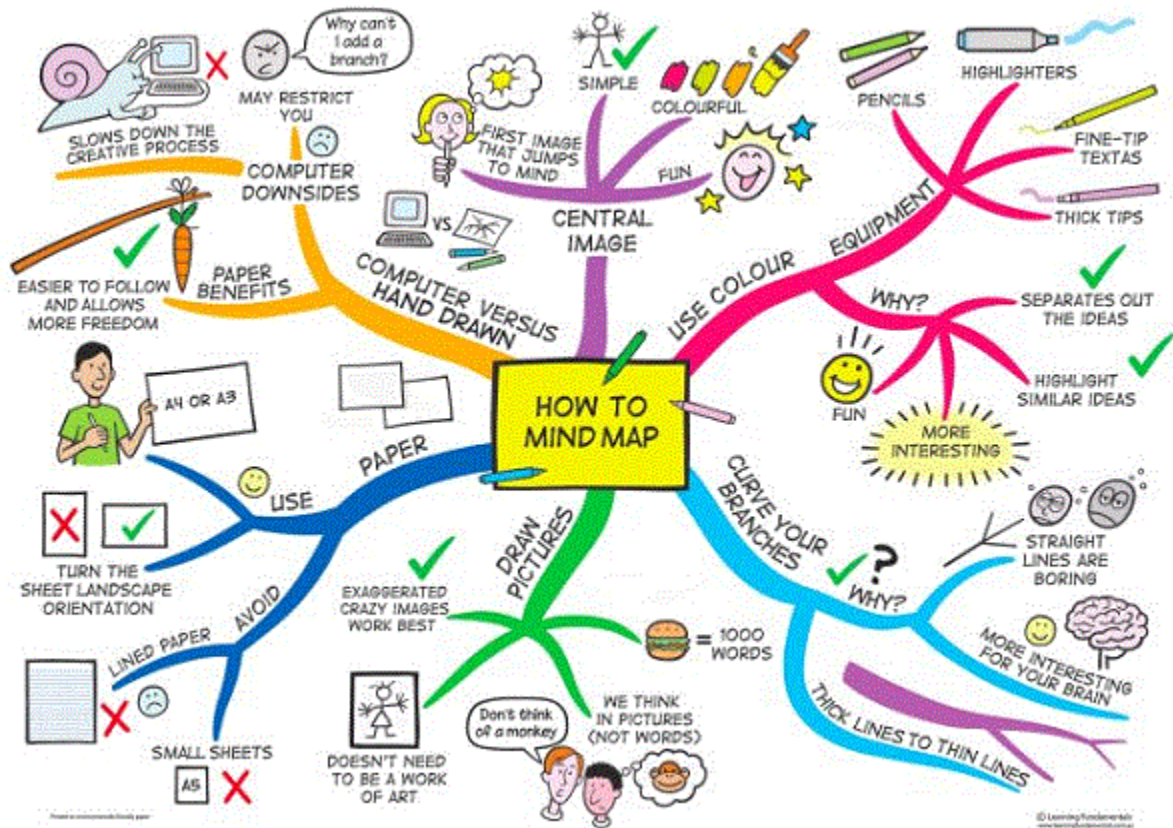 HOW TO
MIND MAP
CENTRAL
IMAGE
FIRST IMAGE
THAT JUMPS
TO MIND
SIMPLE
COLOURFUL
FUN
USE COLOUR
EQUIPMENT
PENCILS
HIGHLIGHTERS
FINE-TIP
TEXTAS
THICK TIPS
WHY?
SEPARATES OUT
THE IDEAS
HIGHLIGHT
SIMILAR IDEAS
MORE
INTERESTING
FUN
CURVE YOUR
BRANCHES
?
WHY?
STRAIGHT
LINES ARE
BORING
MORE INTERESTING
FOR YOUR BRAIN
THICK LINES TO THIN LINES
DRAW
PICTURES
= 1000
WORDS
WE THINK
IN PICTURES
(NOT WORDS)
Don't think
of a monkey
DOESN'T NEED
TO BE A WORK
OF ART
EXAGGERATED
CRAZY IMAGES
WORK BEST
PAPER
USE
A4 OR A3
TURN THE
SHEET LANDSCAPE
ORIENTATION
AVOID
LINED PAPER
SMALL SHEETS
A5
COMPUTER VERSUS
HAND DRAWN
VS
PAPER
BENEFITS
EASIER TO FOLLOW
AND ALLOWS
MORE FREEDOM
COMPUTER
DOWNSIDES
SLOWS DOWN THE
CREATIVE PROCESS
MAY RESTRICT
YOU
Why can't
I add a
branch?
© Learning Fundamentals